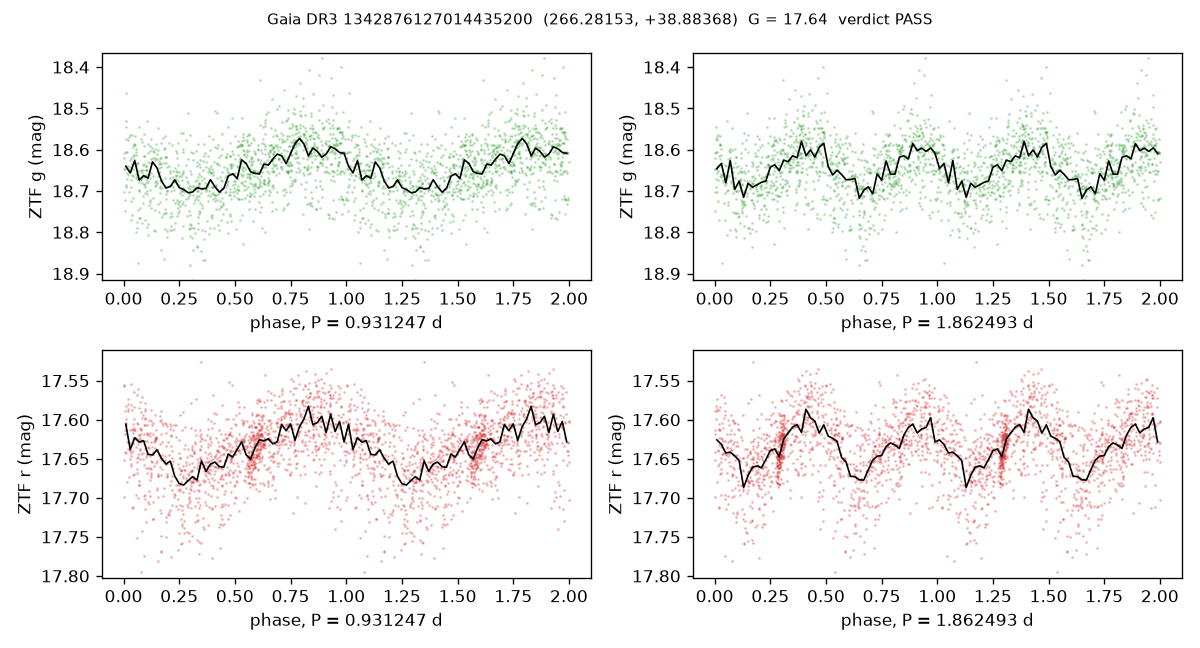 Gaia DR3 1342876127014435200 (266.28153, +38.88368) G = 17.64 verdict PASS
ZTF g (mag)
18.4
18.5
18.6
18.7
18.8
18.9
0.00 0.25 0.50 0.75 1.00 1.25 1.50 1.75 2.00
phase, P = 0.931247 d
ZTF g (mag)
18.4
18.5
18.6
18.7
18.8
18.9
0.00 0.25 0.50 0.75 1.00 1.25 1.50 1.75 2.00
phase, P = 1.862493 d
ZTF r (mag)
17.55
17.60
17.65
17.70
17.75
17.80
0.00 0.25 0.50 0.75 1.00 1.25 1.50 1.75 2.00
phase, P = 0.931247 d
ZTF r (mag)
17.55
17.60
17.65
17.70
17.75
17.80
0.00 0.25 0.50 0.75 1.00 1.25 1.50 1.75 2.00
phase, P = 1.862493 d